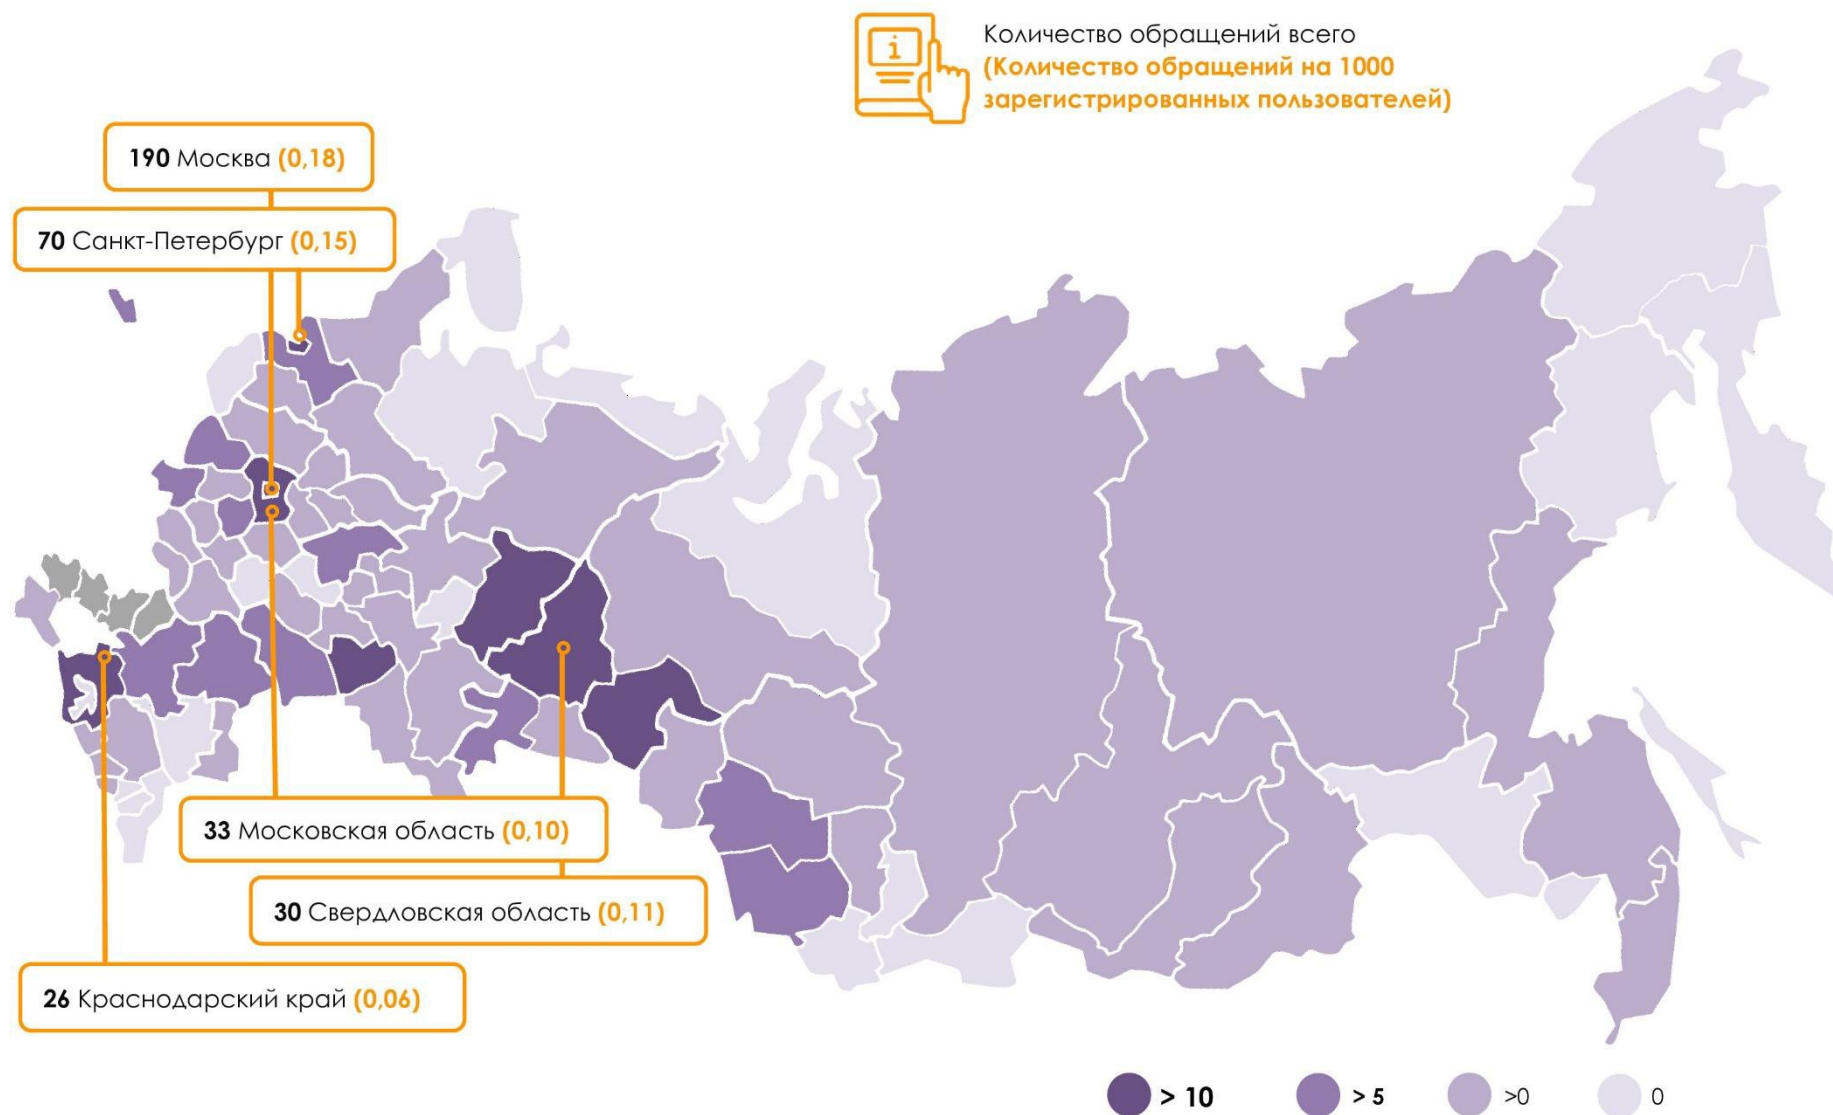 i
Количество обращений всего
(Количество обращений на 1000
зарегистрированных пользователей)
190 Москва (0,18)
70 Санкт-Петербург (0,15)
33 Московская область (0,10)
30 Свердловская область (0,11)
26 Краснодарский край (0,06)
> 10 > 5 >0 0